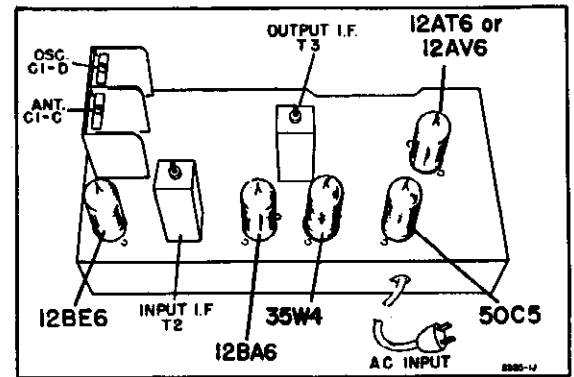 12AT6 or
12AV6
OUTPUT I.F.
T3
OSC.
C1-D
ANT.
C1-C
12BE6
INPUT I.F
T2
12BA6
35W4
50C5
AC INPUT